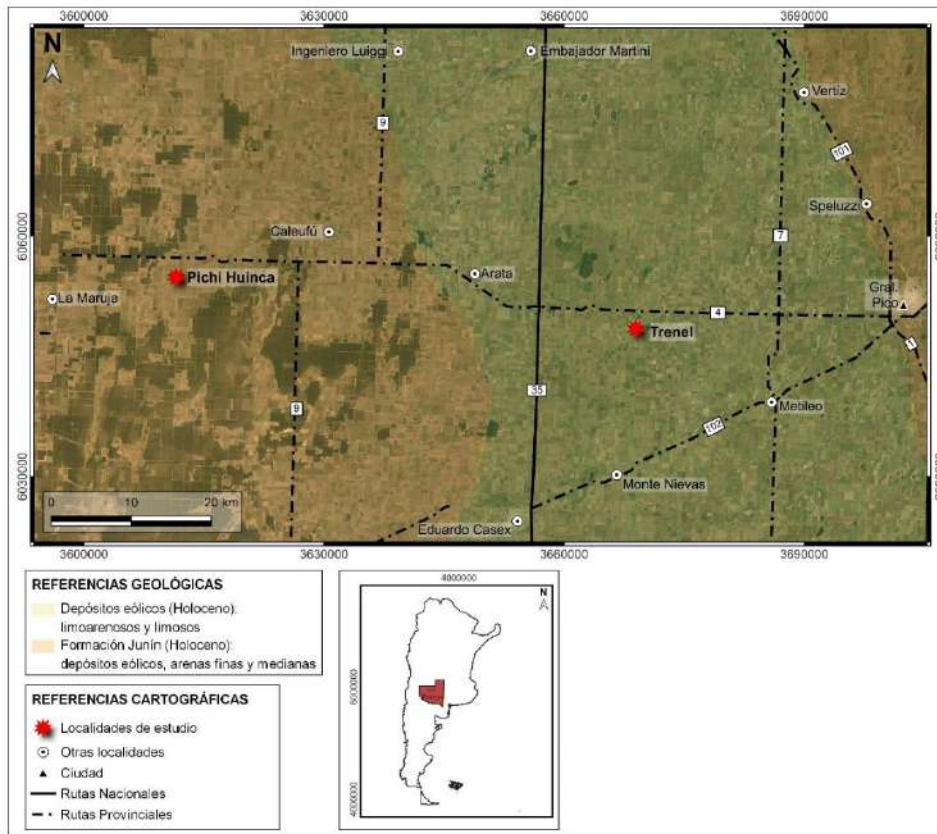 3600000
3630000
3660000
3690000
N
Ingeniero Luiggi
Embajador Martini
Vertiz
9
101
Speluzzi
6060000
Caleufú
7
Pichi Huinca
Arata
La Maruja
Gral.
Pico
4
Trenel
1
35
9
Metileo
102
6030000
Monte Nievas
0
10
20 km
Eduardo Casex
3600000
3630000
3660000
3690000
REFERENCIAS GEOLÓGICAS
Depósitos eólicos (Holoceno):
limoarenosos y limosos
Formación Junín (Holoceno):
depósitos eólicos, arenas finas y medianas
REFERENCIAS CARTOGRÁFICAS
Localidades de estudio
Otras localidades
Ciudad
Rutas Nacionales
Rutas Provinciales
4000000
N
6000000
4000000